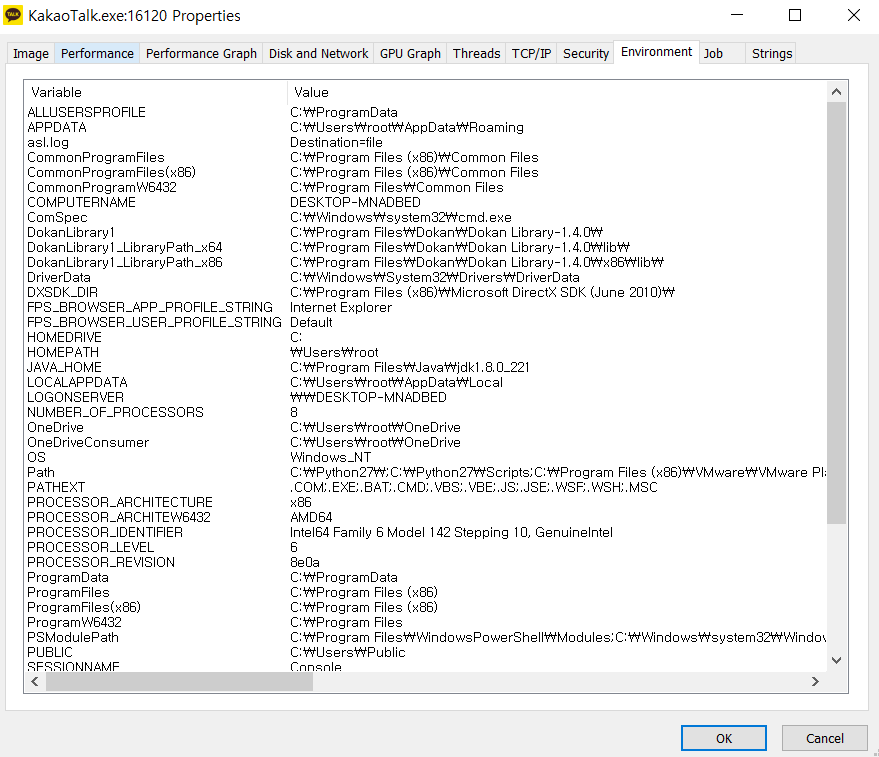 TALK
KakaoTalk.exe:16120 Properties
Image Performance Performance Graph Disk and Network GPU Graph Threads TCP/IP Security Environment Job Strings
Variable Value
ALLUSERSPROFILE C:₩ProgramData
APPDATA C:₩Users₩root₩AppData₩Roaming
asl.log Destination=file
CommonProgramFiles C:₩Program Files (x86)₩Common Files
CommonProgramFiles(x86) C:₩Program Files (x86)₩Common Files
CommonProgramW6432 C:₩Program Files₩Common Files
COMPUTERNAME DESKTOP-MNADBED
ComSpec C:₩Windows₩system32₩cmd.exe
DokanLibrary1 C:₩Program Files₩Dokan₩Dokan Library-1.4.0₩
DokanLibrary1_LibraryPath_x64 C:₩Program Files₩Dokan₩Dokan Library-1.4.0₩lib₩
DokanLibrary1_LibraryPath_x86 C:₩Program Files₩Dokan₩Dokan Library-1.4.0₩x86₩lib₩
DriverData C:₩Windows₩System32₩Drivers₩DriverData
DXSDK_DIR C:₩Program Files (x86)₩Microsoft DirectX SDK (June 2010)₩
FPS_BROWSER_APP_PROFILE_STRING Internet Explorer
FPS_BROWSER_USER_PROFILE_STRING Default
HOMEDRIVE C:
HOMEPATH ₩Users₩root
JAVA_HOME C:₩Program Files₩Java₩jdk1.8.0_221
LOCALAPPDATA C:₩Users₩root₩AppData₩Local
LOGONSERVER ₩₩DESKTOP-MNADBED
NUMBER_OF_PROCESSORS 8
OneDrive C:₩Users₩root₩OneDrive
OneDriveConsumer C:₩Users₩root₩OneDrive
OS Windows_NT
Path C:₩Python27₩;C:₩Python27₩Scripts;C:₩Program Files (x86)₩VMware₩VMware Pla
PATHEXT .COM;.EXE;.BAT;.CMD;.VBS;.VBE;.JS;.JSE;.WSF;.WSH;.MSC
PROCESSOR_ARCHITECTURE x86
PROCESSOR_ARCHITEW6432 AMD64
PROCESSOR_IDENTIFIER Intel64 Family 6 Model 142 Stepping 10, GenuineIntel
PROCESSOR_LEVEL 6
PROCESSOR_REVISION 8e0a
ProgramData C:₩ProgramData
ProgramFiles C:₩Program Files (x86)
ProgramFiles(x86) C:₩Program Files (x86)
ProgramW6432 C:₩Program Files
PSModulePath C:₩Program Files₩WindowsPowerShell₩Modules;C:₩Windows₩system32₩Window
PUBLIC C:₩Users₩Public
SESSIONNAME Console
OK Cancel